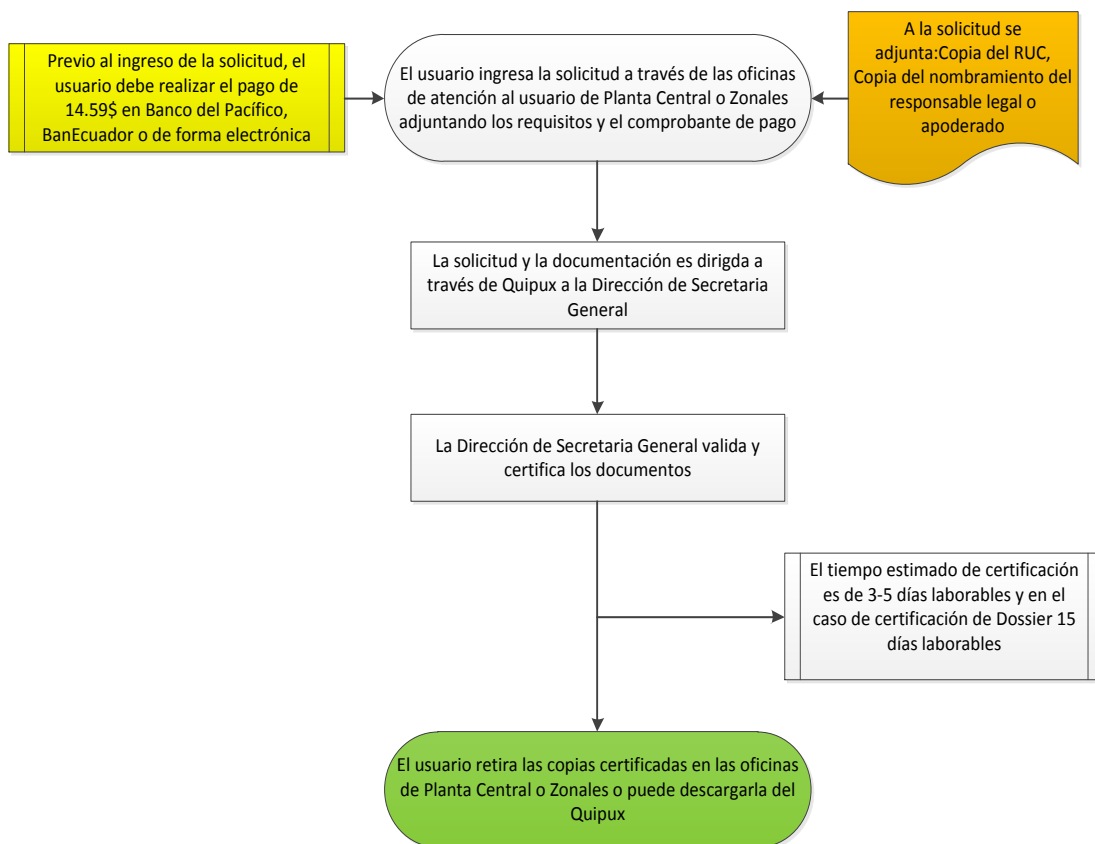 Previo al ingreso de la solicitud, el
usuario debe realizar el pago de
14.59$ en Banco del Pacífico,
BanEcuador o de forma electrónica
El usuario ingresa la solicitud a través de las oficinas
de atención al usuario de Planta Central o Zonales
adjuntando los requisitos y el comprobante de pago
A la solicitud se
adjunta:Copia del RUC,
Copia del nombramiento del
responsable legal o
apoderado
La solicitud y la documentación es dirigda a
través de Quipux a la Dirección de Secretaria
General
La Dirección de Secretaria General valida y
certifica los documentos
El tiempo estimado de certificación
es de 3-5 días laborables y en el
caso de certificación de Dossier 15
días laborables
El usuario retira las copias certificadas en las oficinas
de Planta Central o Zonales o puede descargarla del
Quipux